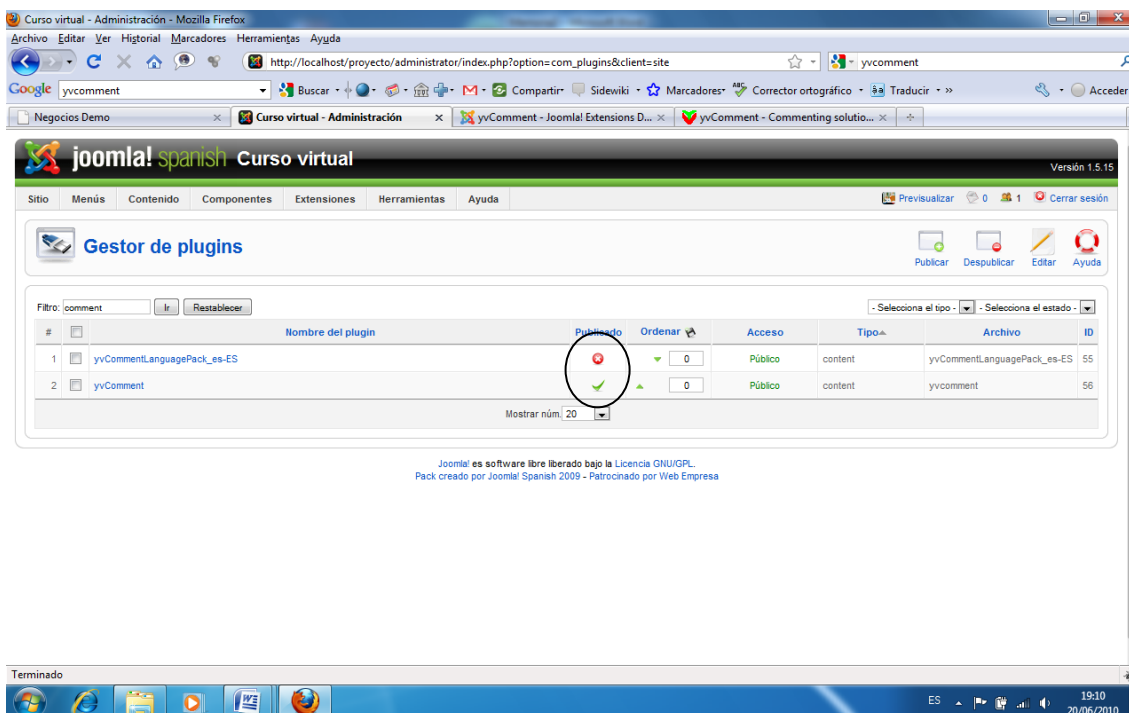 Curso virtual - Administración - Mozilla Firefox
Archivo Editar Ver Historial Marcadores Herramientas Ayuda
http://localhost/proyecto/administrator/index.php?option=com_plugins&client=site yvcomment
Google yvcomment Buscar Compartir Sidewiki Marcadores Corrector ortográfico Traducir » Acceder
Negocios Demo Curso virtual - Administración yvComment - Joomla! Extensions D... yvComment - Commenting solutio...
joomla! spanish Curso virtual
Versión 1.5.15
Sitio Menús Contenido Componentes Extensiones Herramientas Ayuda Previsualizar 0 1 Cerrar sesión
Gestor de plugins
Publicar Despublicar Editar Ayuda
Filtro: comment Ir Restablecer - Selecciona el tipo - - Selecciona el estado -
# Nombre del plugin Publicado Ordenar Acceso Tipo Archivo ID
1 yvCommentLanguagePack_es-ES 0 Público content yvCommentLanguagePack_es-ES 55
2 yvComment 0 Público content yvcomment 56
Mostrar núm. 20
Joomla! es software libre liberado bajo la Licencia GNU/GPL.
Pack creado por Joomla! Spanish 2009 - Patrocinado por Web Empresa
Terminado
ES 19:10
20/06/2010